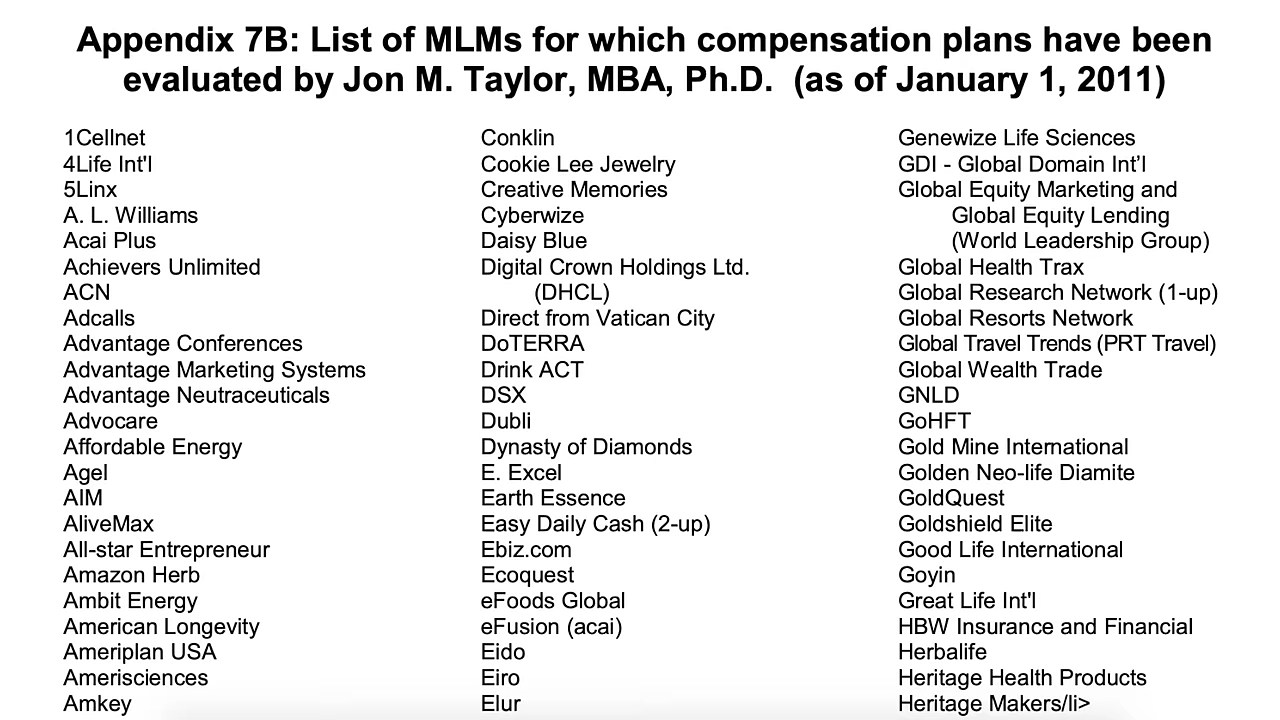 Appendix 7B: List of MLMs for which compensation plans have been
evaluated by Jon M. Taylor, MBA, Ph.D.  (as of January 1, 2011)
1Cellnet
4Life Int'l
5Linx
A. L. Williams
Acai Plus
Achievers Unlimited
ACN
Adcalls
Advantage Conferences
Advantage Marketing Systems
Advantage Neutraceuticals
Advocare
Affordable Energy
Agel
AIM
AliveMax
All-star Entrepreneur
Amazon Herb
Ambit Energy
American Longevity
Ameriplan USA
Amerisciences
Amkey
Conklin
Cookie Lee Jewelry
Creative Memories
Cyberwize
Daisy Blue
Digital Crown Holdings Ltd.
(DHCL)
Direct from Vatican City
DoTERRA
Drink ACT
DSX
Dubli
Dynasty of Diamonds
E. Excel
Earth Essence
Easy Daily Cash (2-up)
Ebiz.com
Ecoquest
eFoods Global
eFusion (acai)
Eido
Eiro
Elur
Genewize Life Sciences
GDI - Global Domain Int’l
Global Equity Marketing and
Global Equity Lending
(World Leadership Group)
Global Health Trax
Global Research Network (1-up)
Global Resorts Network
Global Travel Trends (PRT Travel)
Global Wealth Trade
GNLD
GoHFT
Gold Mine International
Golden Neo-life Diamite
GoldQuest
Goldshield Elite
Good Life International
Goyin
Great Life Int'l
HBW Insurance and Financial
Herbalife
Heritage Health Products
Heritage Makers/li>